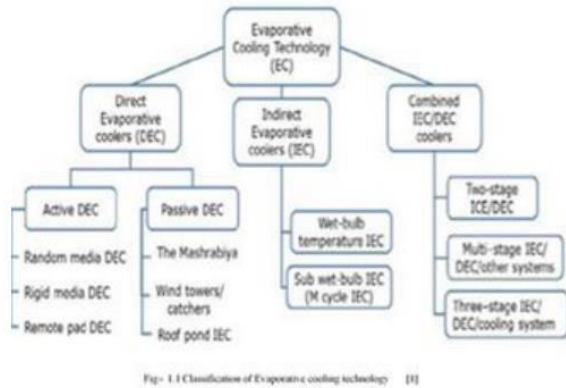 Evaporative
Cooling Technology
(EC)
Direct
Evaporative
coolers (DEC)
Indirect
Evaporative
coolers (IEC)
Combined
IEC/DEC
coolers
Active DEC
Random media DEC
Rigid media DEC
Remote pad DEC
Passive DEC
The Mashrabiya
Wind towers/
catchers
Roof pond IEC
Wet-bulb
temperature IEC
Sub wet-bulb IEC
(M cycle IEC)
Two-stage
ICE/DEC
Multi-stage IEC/
DEC/other systems
Three-stage IEC/
DEC/cooling system
Fig- 1.1 Classification of Evaporative cooling technology [1]